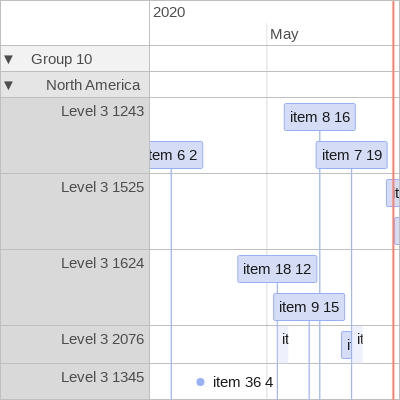 2020
May
▼ Group 10
▼ North America
Level 3 1243
item 8 16
item 6 2
item 7 19
Level 3 1525
Level 3 1624
item 18 12
item 9 15
Level 3 2076
it
i
it
Level 3 1345
item 36 4